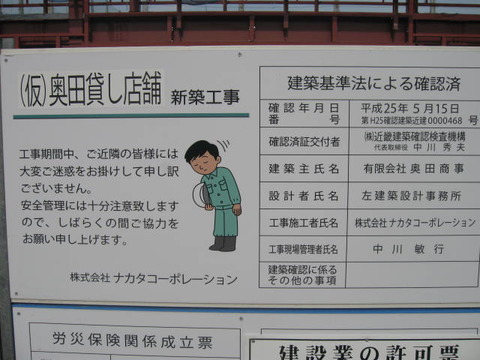 (仮)奥田貸し店舗 新築工事
工事期間中、ご近隣の皆様には
大変ご迷惑をお掛けして申し訳
ございません。
安全管理には十分注意致します
ので、しばらくの間ご協力を
お願い申し上げます。
株式会社 ナカタコーポレーション
建築基準法による確認済
確認年月日 平成25年5月15日
番号 第H25確認建築近建0000468号
確認済証交付者 ㈱近畿建築確認検査機構
代表取締役 中川秀夫
建築主氏名 有限会社 奥田商事
設計者氏名 左建築設計事務所
工事施工者氏名 株式会社 ナカタコーポレーション
工事現場管理者氏名 中川敏行
建築確認に係る
その他の事項
労災保険関係成立票
建設業の許可票